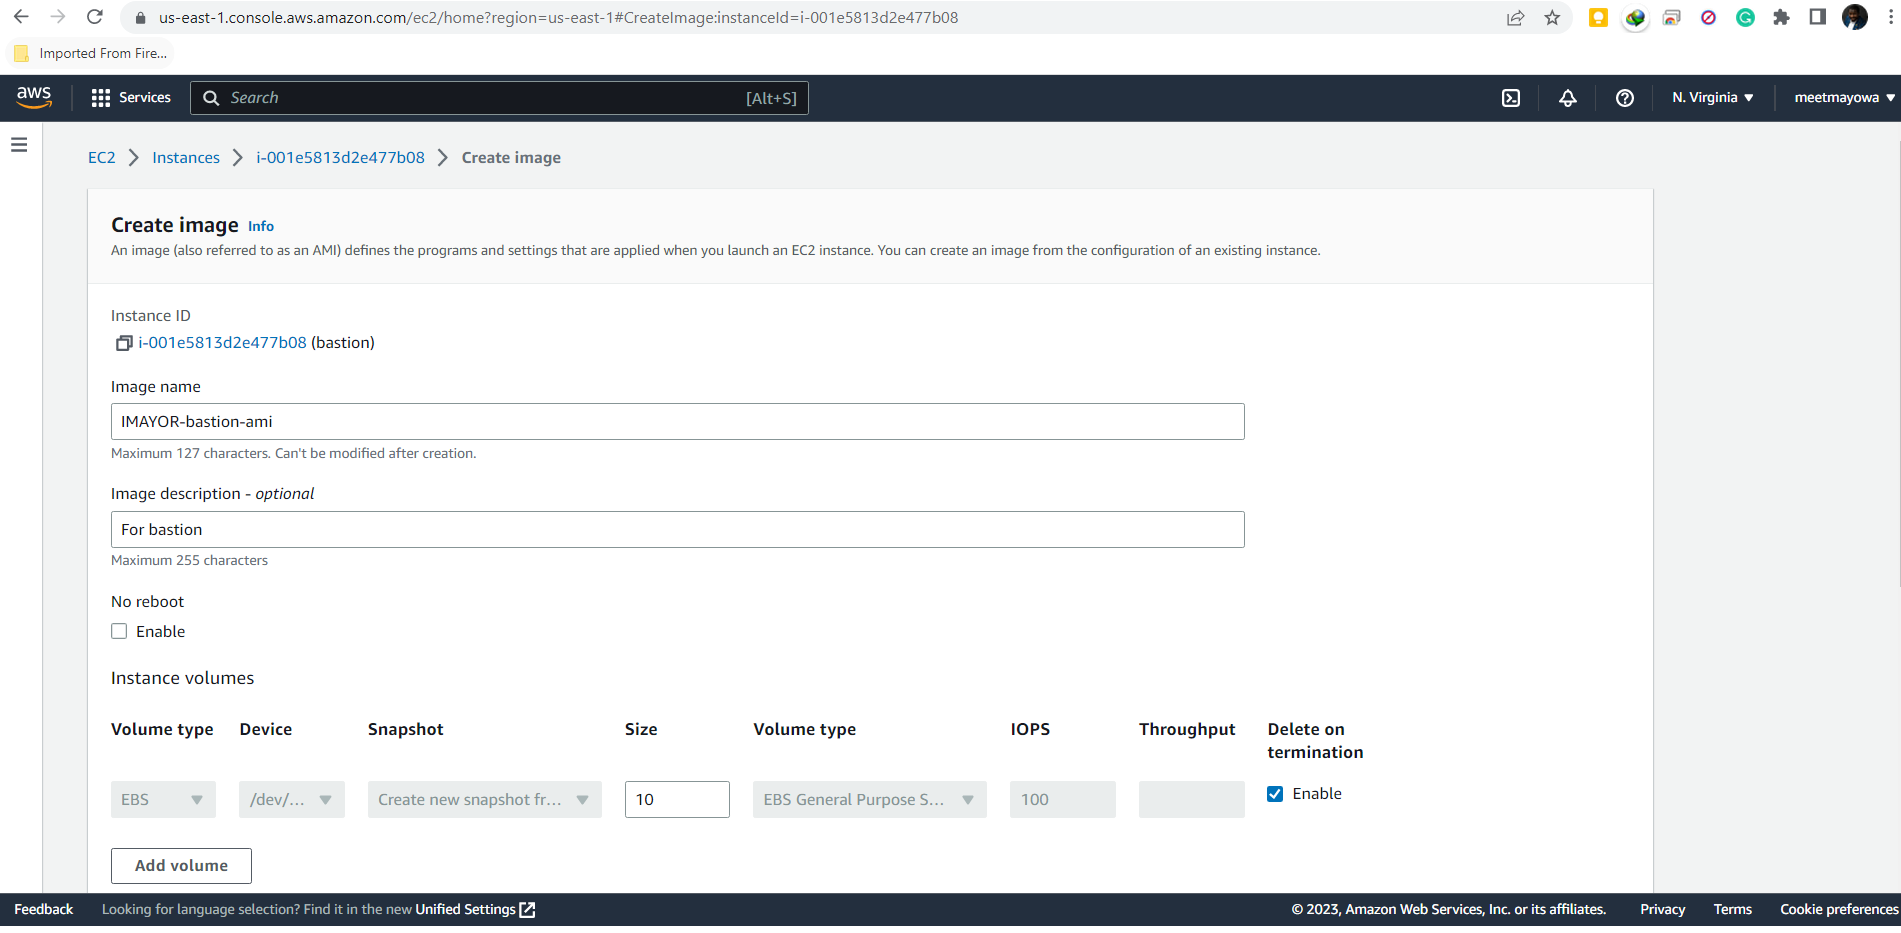 us-east-1.console.aws.amazon.com/ec2/home?region=us-east-1#CreateImage:instanceId=i-001e5813d2e477b08
Imported From Fire...
aws Services Search [Alt+S] N. Virginia ▼ meetmayowa ▼
EC2 > Instances > i-001e5813d2e477b08 > Create image
Create image Info
An image (also referred to as an AMI) defines the programs and settings that are applied when you launch an EC2 instance. You can create an image from the configuration of an existing instance.
Instance ID
i-001e5813d2e477b08 (bastion)
Image name
IMAYOR-bastion-ami
Maximum 127 characters. Can't be modified after creation.
Image description - optional
For bastion
Maximum 255 characters
No reboot
Enable
Instance volumes
Volume type Device Snapshot Size Volume type IOPS Throughput Delete on
termination
EBS /dev/... Create new snapshot fr... 10 EBS General Purpose S... 100 Enable
Add volume
Feedback Looking for language selection? Find it in the new Unified Settings © 2023, Amazon Web Services, Inc. or its affiliates. Privacy Terms Cookie preferences